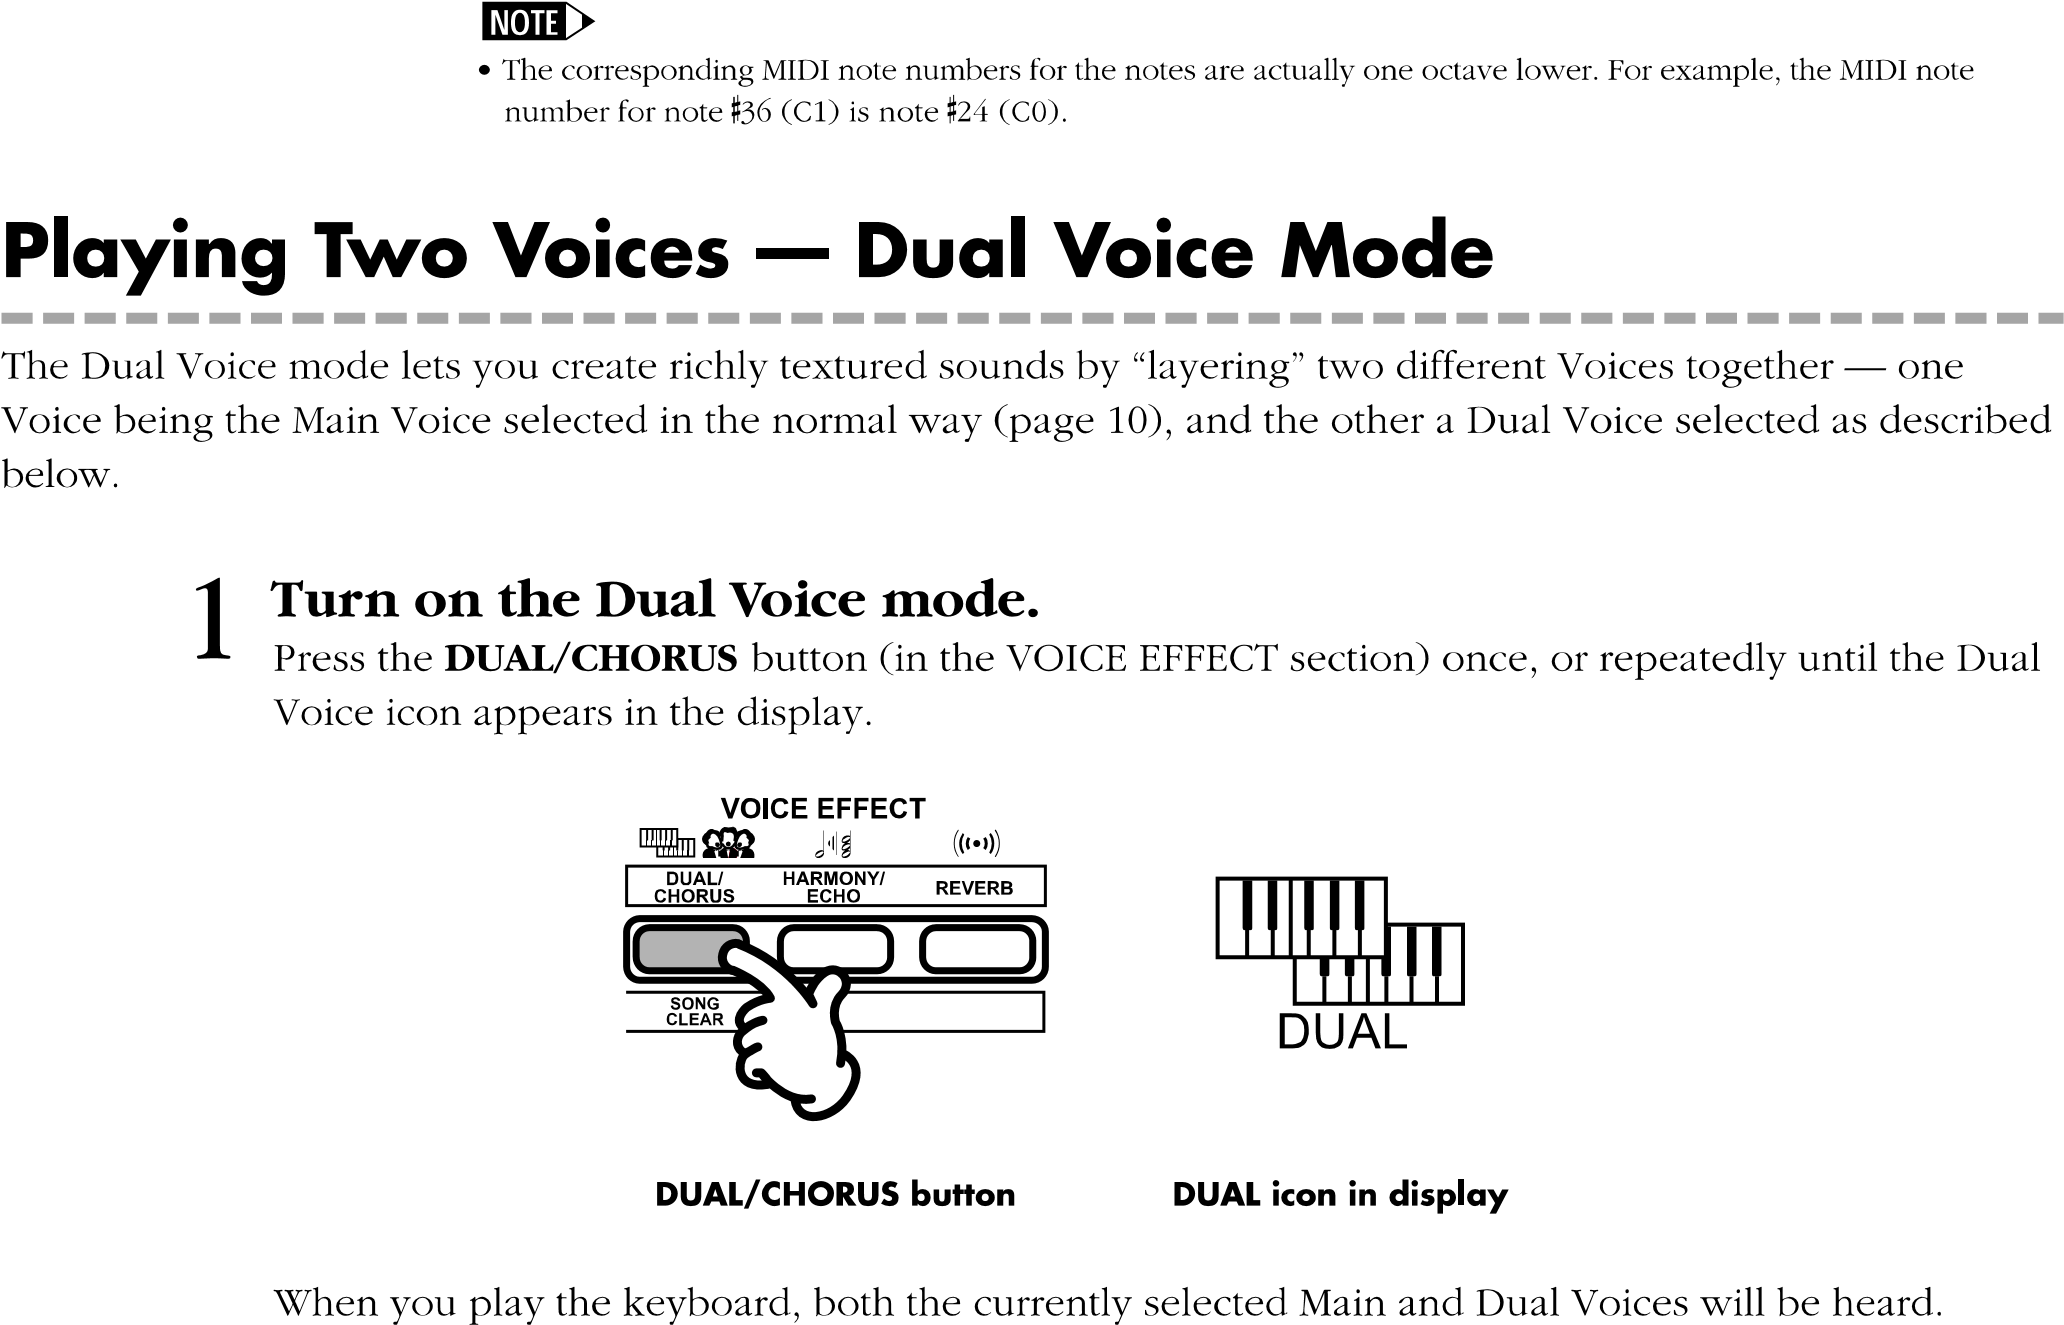 NOTE
• The corresponding MIDI note numbers for the notes are actually one octave lower. For example, the MIDI note
number for note ♯36 (C1) is note ♯24 (C0).
Playing Two Voices — Dual Voice Mode
The Dual Voice mode lets you create richly textured sounds by “layering” two different Voices together — one
Voice being the Main Voice selected in the normal way (page 10), and the other a Dual Voice selected as described
below.
1 Turn on the Dual Voice mode.
Press the DUAL/CHORUS button (in the VOICE EFFECT section) once, or repeatedly until the Dual
Voice icon appears in the display.
VOICE EFFECT
DUAL/
CHORUS
HARMONY/
ECHO
REVERB
SONG
CLEAR
DUAL
DUAL/CHORUS button
DUAL icon in display
When you play the keyboard, both the currently selected Main and Dual Voices will be heard.